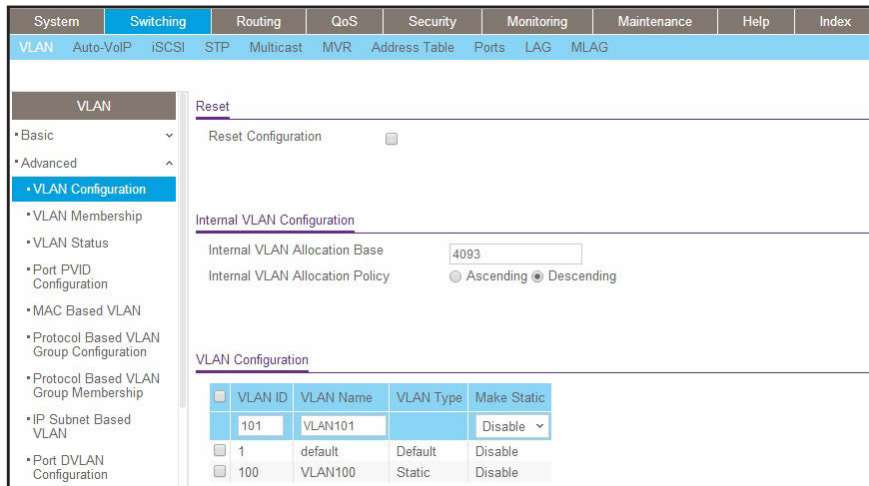 System Switching Routing QoS Security Monitoring Maintenance Help Index
VLAN Auto-VoIP iSCSI STP Multicast MVR Address Table Ports LAG MLAG
VLAN
Basic
Advanced
VLAN Configuration
VLAN Membership
VLAN Status
Port PVID
Configuration
MAC Based VLAN
Protocol Based VLAN
Group Configuration
Protocol Based VLAN
Group Membership
IP Subnet Based
VLAN
Port DVLAN
Configuration
Reset
Reset Configuration
Internal VLAN Configuration
Internal VLAN Allocation Base 4093
Internal VLAN Allocation Policy Ascending Descending
VLAN Configuration
VLAN ID VLAN Name VLAN Type Make Static
101 VLAN101 Disable
1 default Default Disable
100 VLAN100 Static Disable